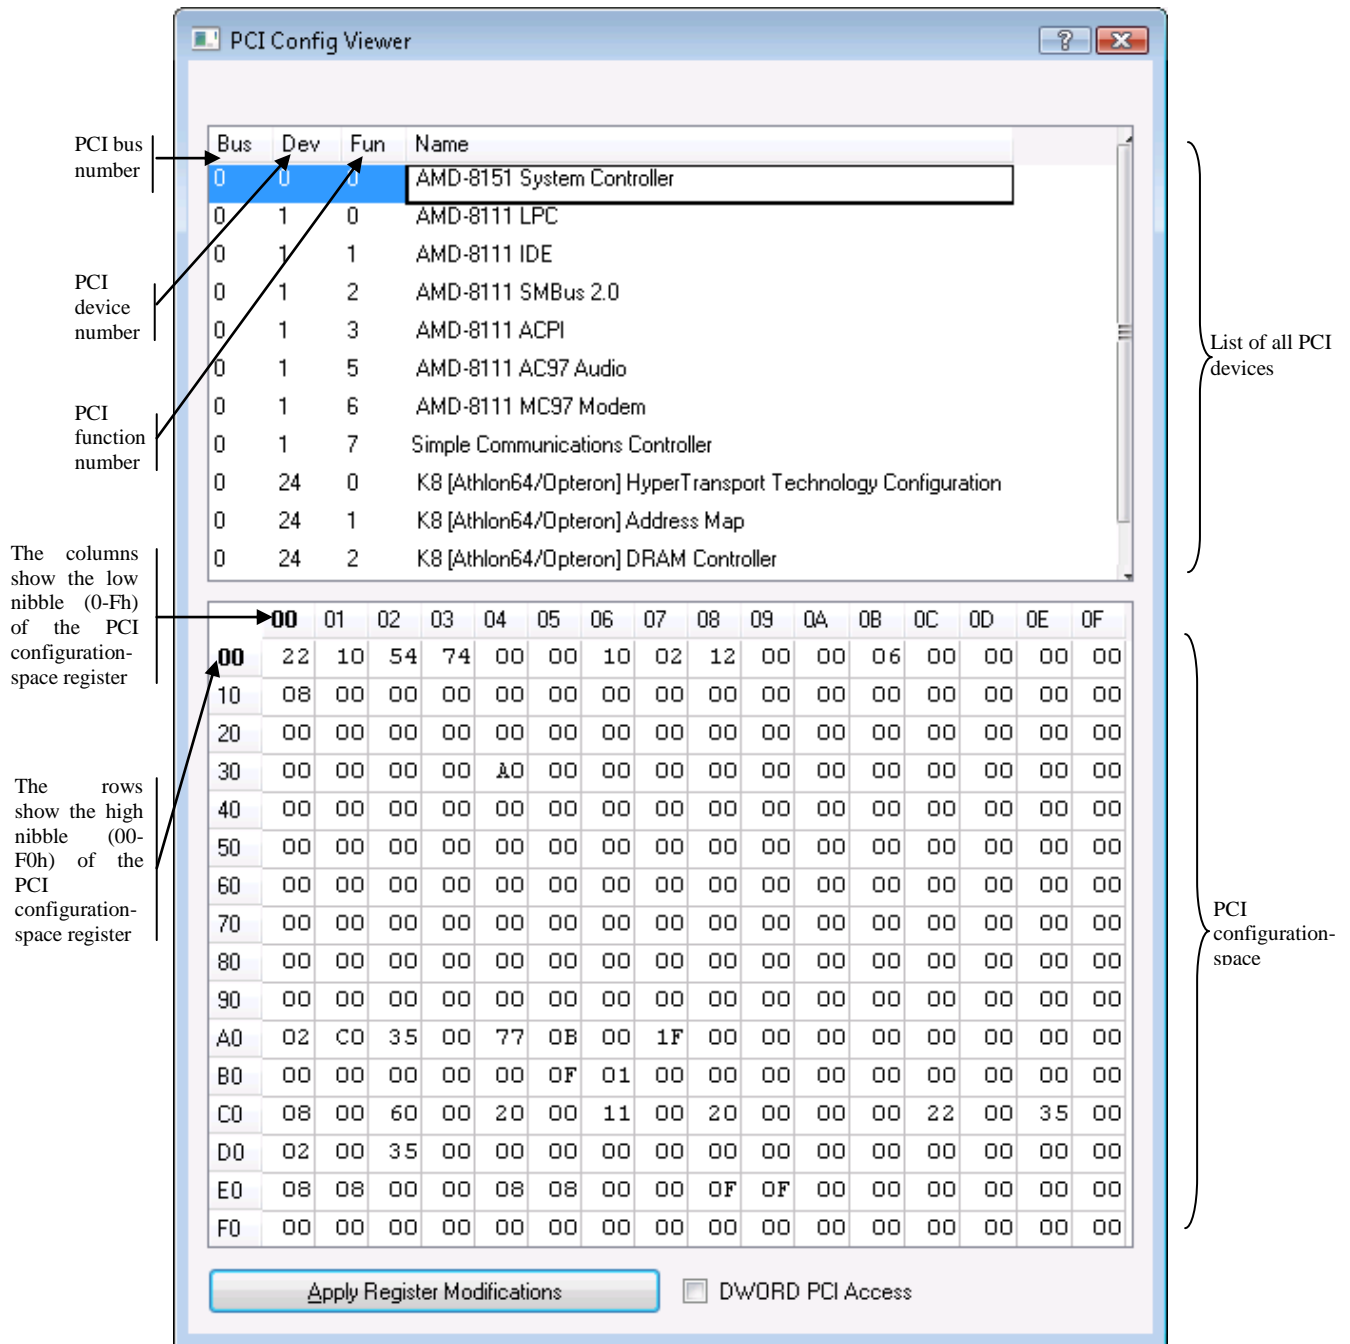 PCI Config Viewer
Bus Dev Fun Name
0 0 0 AMD-8151 System Controller
0 1 0 AMD-8111 LPC
0 1 1 AMD-8111 IDE
0 1 2 AMD-8111 SMBus 2.0
0 1 3 AMD-8111 ACPI
0 1 5 AMD-8111 AC97 Audio
0 1 6 AMD-8111 MC97 Modem
0 1 7 Simple Communications Controller
0 24 0 K8 [Athlon64/Opteron] HyperTransport Technology Configuration
0 24 1 K8 [Athlon64/Opteron] Address Map
0 24 2 K8 [Athlon64/Opteron] DRAM Controller
00 01 02 03 04 05 06 07 08 09 0A 0B 0C 0D 0E 0F
00 22 10 54 74 00 00 10 02 12 00 00 06 00 00 00 00
10 08 00 00 00 00 00 00 00 00 00 00 00 00 00 00 00
20 00 00 00 00 00 00 00 00 00 00 00 00 00 00 00 00
30 00 00 00 00 A0 00 00 00 00 00 00 00 00 00 00 00
40 00 00 00 00 00 00 00 00 00 00 00 00 00 00 00 00
50 00 00 00 00 00 00 00 00 00 00 00 00 00 00 00 00
60 00 00 00 00 00 00 00 00 00 00 00 00 00 00 00 00
70 00 00 00 00 00 00 00 00 00 00 00 00 00 00 00 00
80 00 00 00 00 00 00 00 00 00 00 00 00 00 00 00 00
90 00 00 00 00 00 00 00 00 00 00 00 00 00 00 00 00
A0 02 C0 35 00 77 0B 00 1F 00 00 00 00 00 00 00 00
B0 00 00 00 00 00 0F 01 00 00 00 00 00 00 00 00 00
C0 08 00 60 00 20 00 11 00 20 00 00 00 22 00 35 00
D0 02 00 35 00 00 00 00 00 00 00 00 00 00 00 00 00
E0 08 08 00 00 08 08 00 00 0F 0F 00 00 00 00 00 00
F0 00 00 00 00 00 00 00 00 00 00 00 00 00 00 00 00
Apply Register Modifications
DWORD PCI Access
PCI bus
number
PCI
device
number
PCI
function
number
The columns
show the low
nibble (0-Fh)
of the PCI
configuration-
space register
The rows
show the high
nibble (00-
F0h) of the
PCI
configuration-
space register
List of all PCI
devices
PCI
configuration-
space